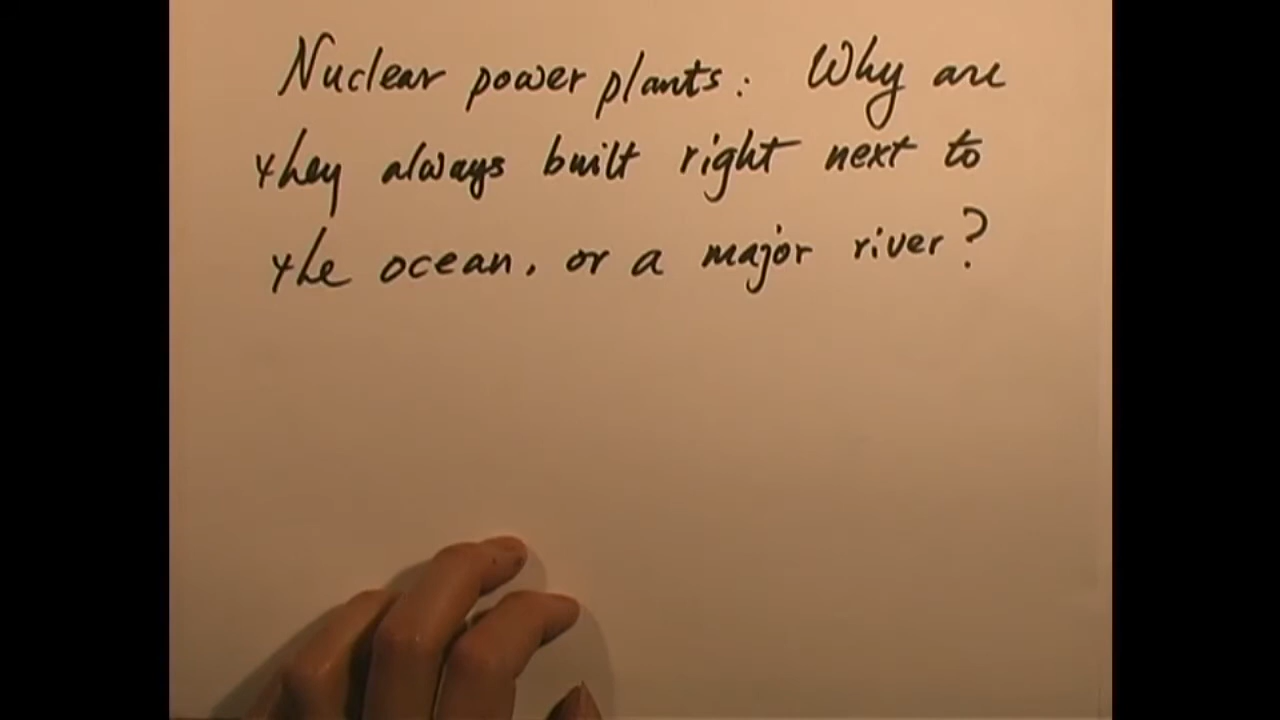 Nuclear power plants: Why are
they always built right next to
the ocean, or a major river?